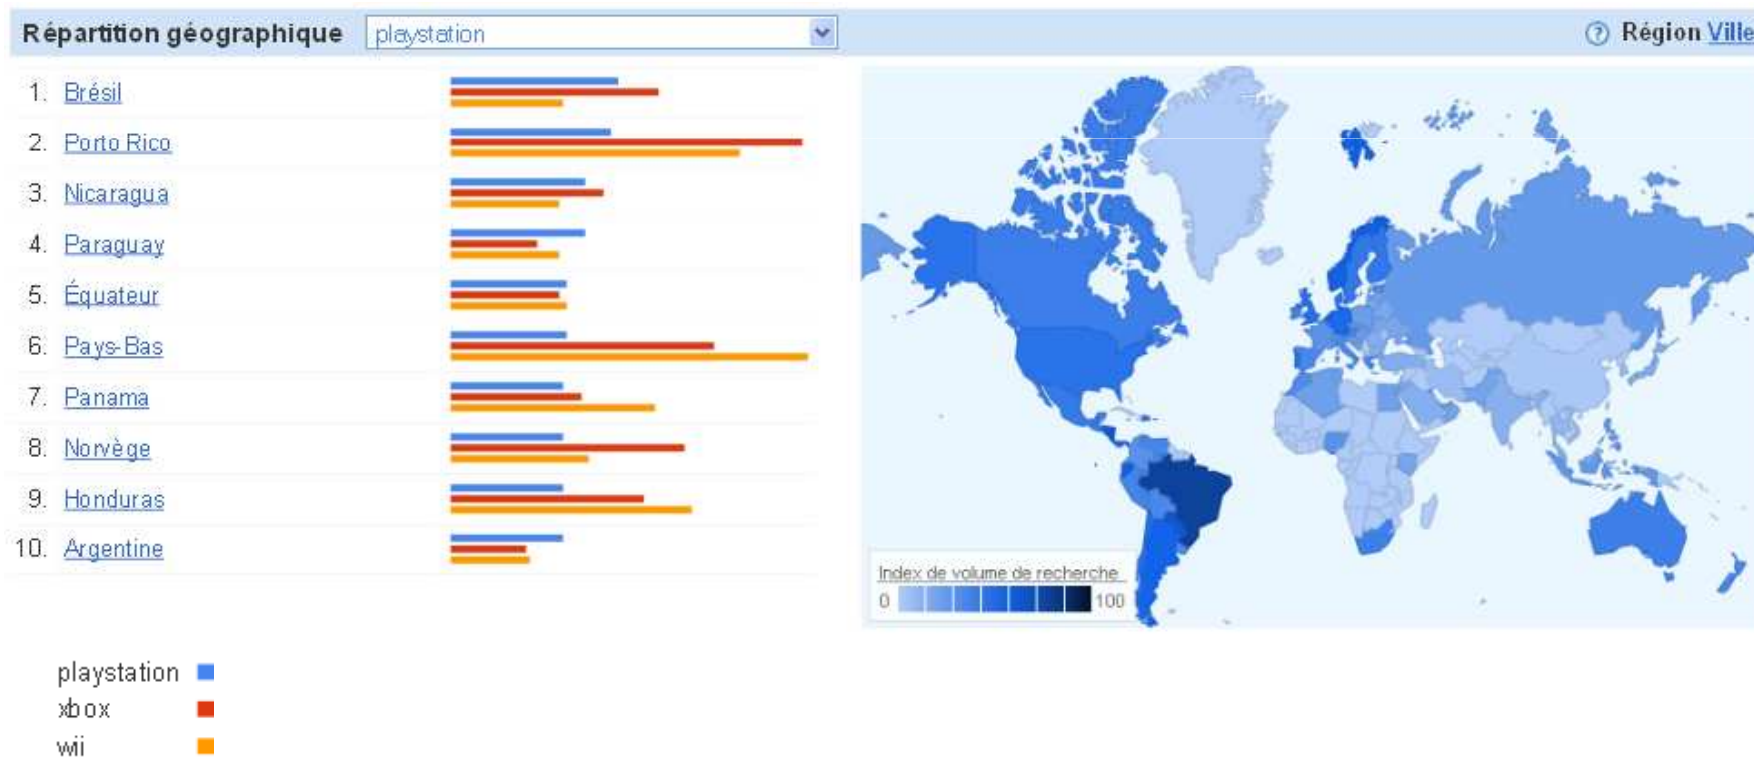 Répartition géographique playstation Région Ville
1. Brésil
2. Porto Rico
3. Nicaragua
4. Paraguay
5. Équateur
6. Pays-Bas
7. Panama
8. Norvège
9. Honduras
10. Argentine
Index de volume de recherche
0 100
playstation
xbox
wii